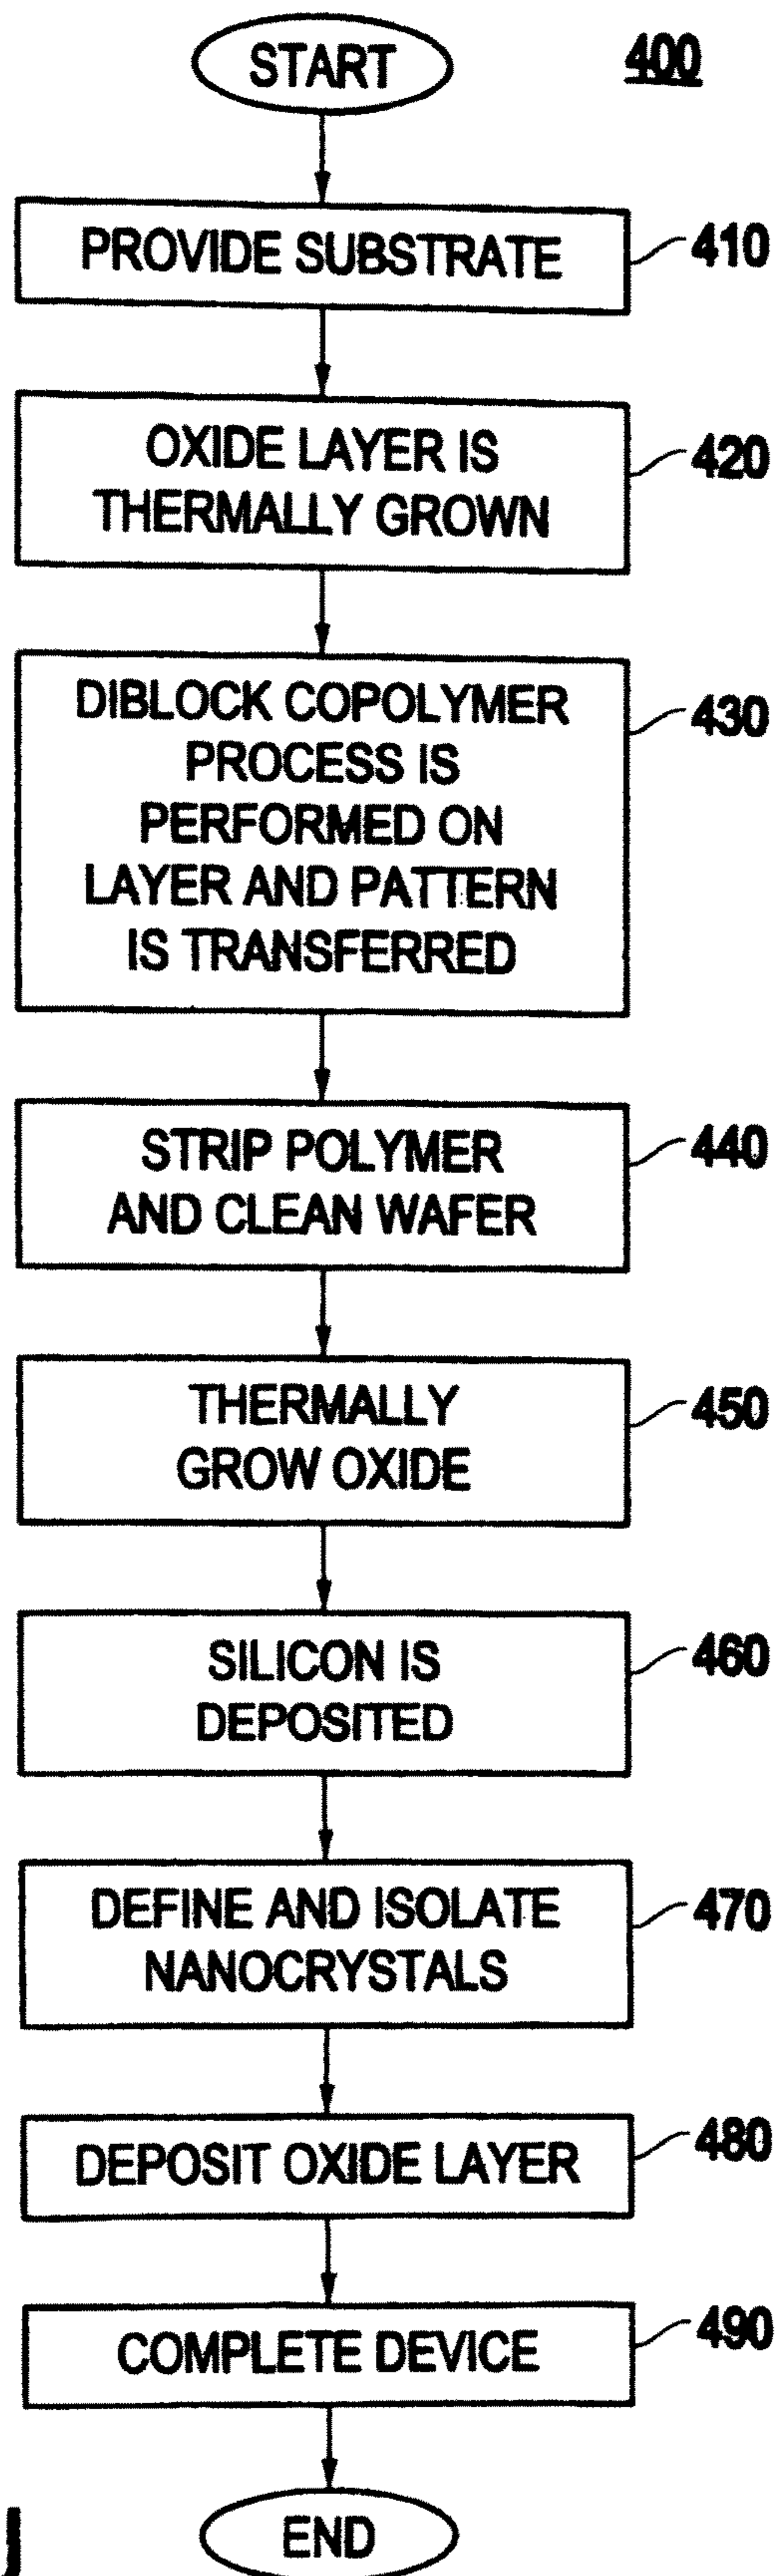 START
400
PROVIDE SUBSTRATE
410
OXIDE LAYER IS
THERMALLY GROWN
420
DIBLOCK COPOLYMER
PROCESS IS
PERFORMED ON
LAYER AND PATTERN
IS TRANSFERRED
430
STRIP POLYMER
AND CLEAN WAFER
440
THERMALLY
GROW OXIDE
450
SILICON IS
DEPOSITED
460
DEFINE AND ISOLATE
NANOCRYSTALS
470
DEPOSIT OXIDE LAYER
480
COMPLETE DEVICE
490
END